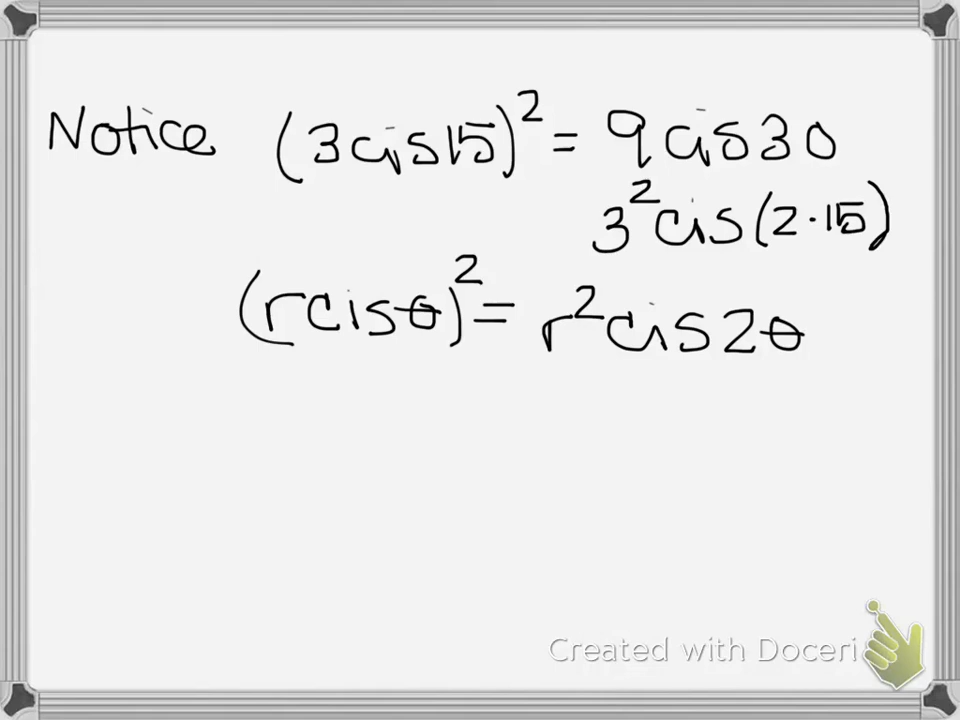 Notice (3cis15)² = 9cis30
3²cis(2·15)
(rcisθ)² = r²cis2θ
Created with Doceri